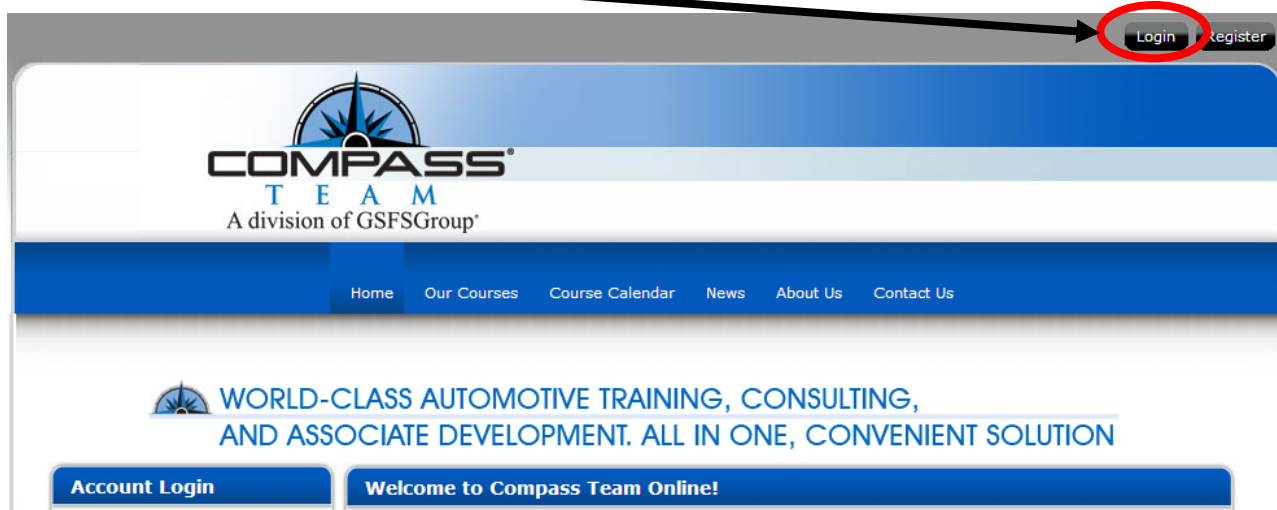 Login Register
COMPASS®
TEAM
A division of GSFSGroup®
Home Our Courses Course Calendar News About Us Contact Us
WORLD-CLASS AUTOMOTIVE TRAINING, CONSULTING,
AND ASSOCIATE DEVELOPMENT. ALL IN ONE, CONVENIENT SOLUTION
Account Login
Welcome to Compass Team Online!